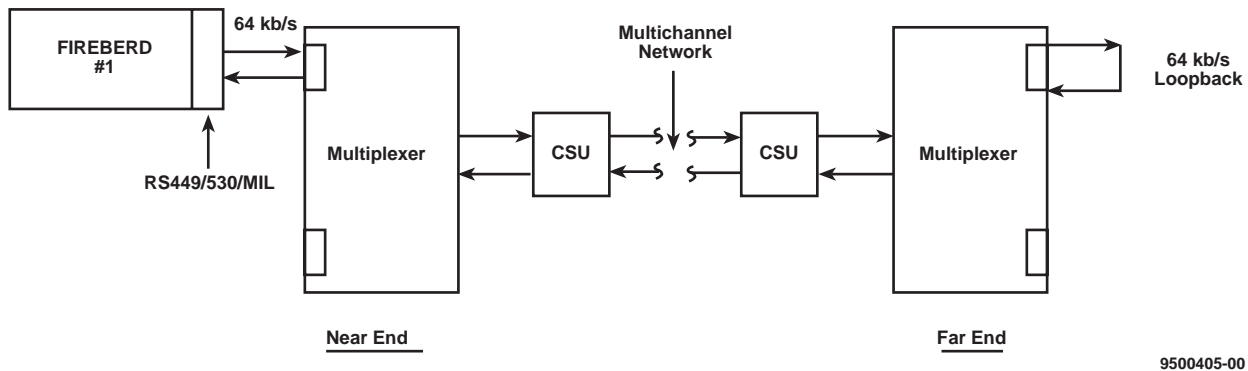 64 kb/s
FIREBERD
#1
RS449/530/MIL
Multiplexer
CSU
Multichannel
Network
CSU
Multiplexer
64 kb/s
Loopback
Near End
Far End
9500405-00